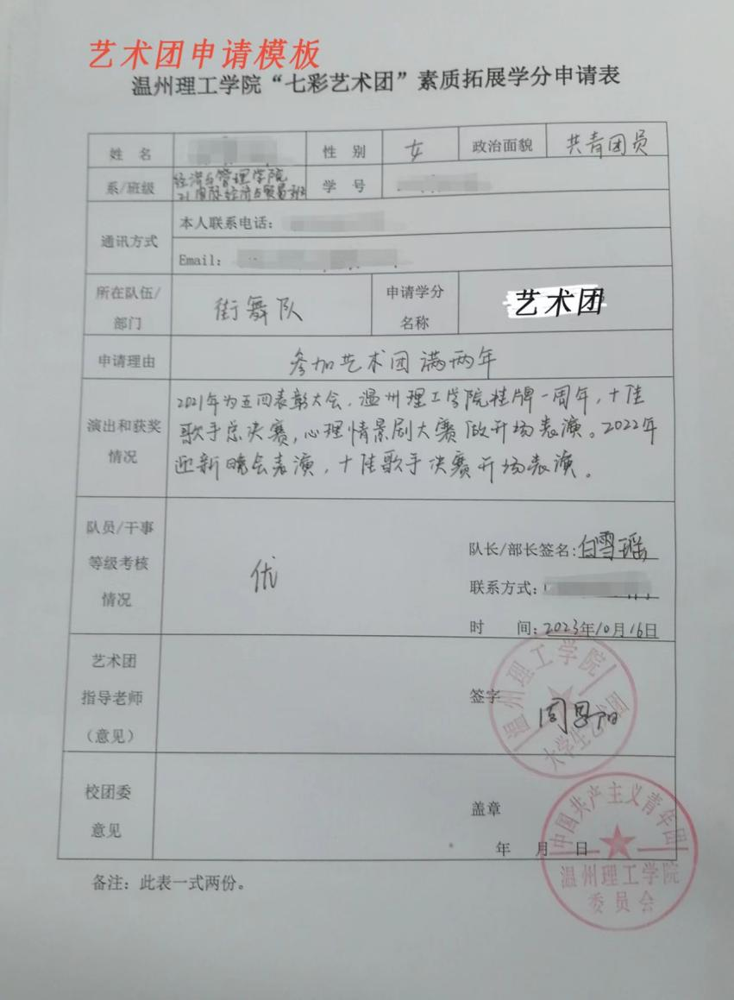 艺术团申请模板
温州理工学院“七彩艺术团”素质拓展学分申请表
姓 名 性 别 女 政治面貌 共青团员
系/班级 经济与管理学院 学 号
21国际经济与贸易班
通讯方式 本人联系电话:
Email:
所在队伍/部门 街舞队 申请学分名称 艺术团
申请理由 参加艺术团满两年
演出和获奖情况 2021年为五四表彰大会,温州理工学院挂牌一周年,十佳
歌手总决赛,心理情景剧大赛做开场表演。2022年
迎新晚会表演,十佳歌手决赛开场表演。
队员/干事等级考核情况 优 队长/部长签名:白雪瑶
联系方式:
时 间:2023年10月16日
艺术团指导老师(意见) 签字 周恩阳
温州理工学院
大学生艺术团
校团委意见 盖章
年 月 日
中国共产主义青年团
温州理工学院
委员会
备注:此表一式两份。